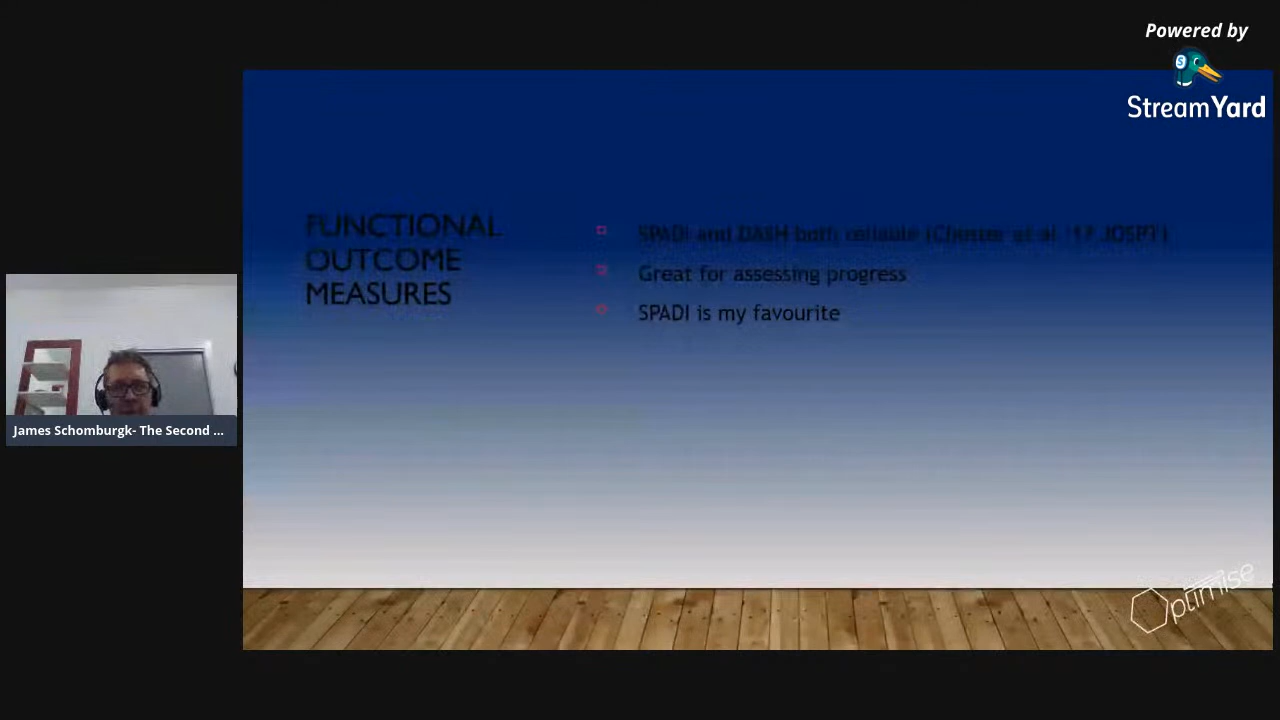 Powered by
StreamYard
FUNCTIONAL
OUTCOME
MEASURES
SPADI and DASH both reliable (Chester et al '17 JOSPT)
Great for assessing progress
SPADI is my favourite
James Schomburgk- The Second ...
Optimise